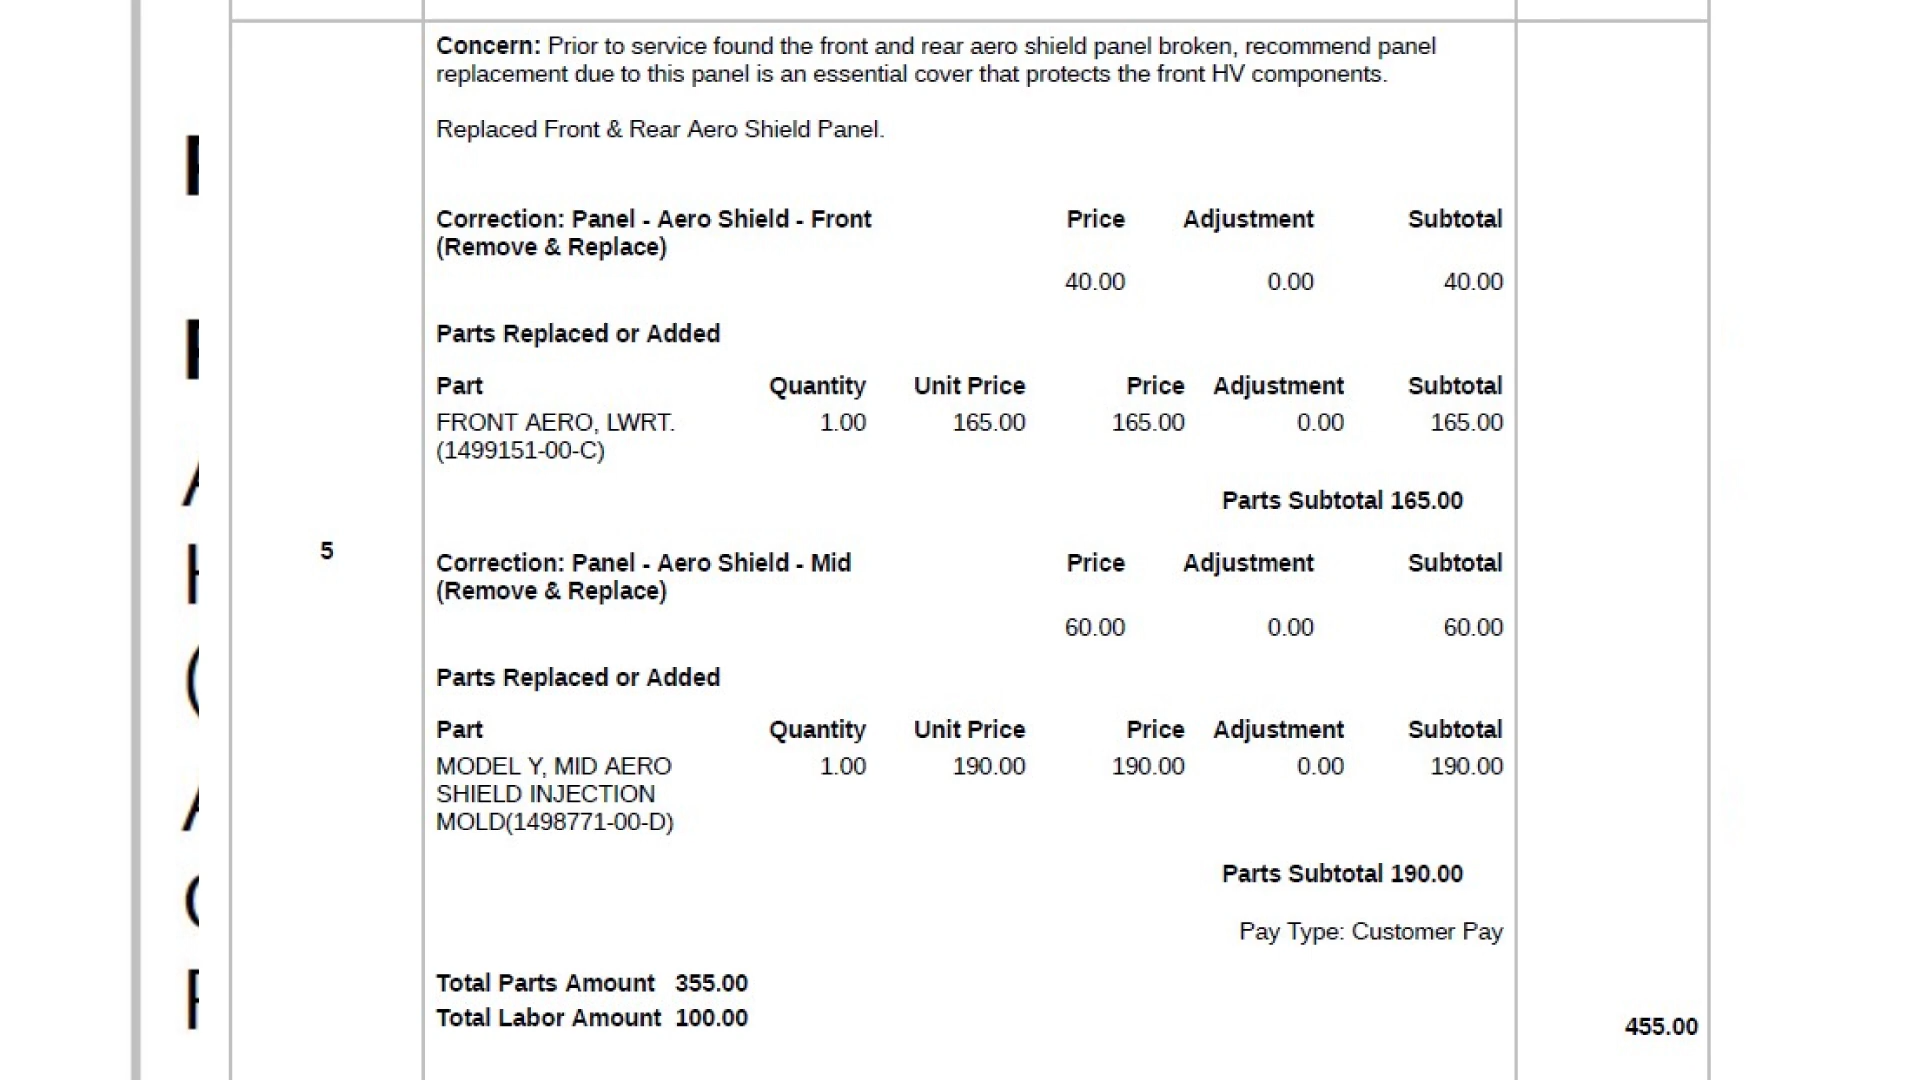 Concern: Prior to service found the front and rear aero shield panel broken, recommend panel
replacement due to this panel is an essential cover that protects the front HV components.
Replaced Front & Rear Aero Shield Panel.
Correction: Panel - Aero Shield - Front Price Adjustment Subtotal
(Remove & Replace)
40.00 0.00 40.00
Parts Replaced or Added
Part Quantity Unit Price Price Adjustment Subtotal
FRONT AERO, LWRT. 1.00 165.00 165.00 0.00 165.00
(1499151-00-C)
Parts Subtotal 165.00
5
Correction: Panel - Aero Shield - Mid Price Adjustment Subtotal
(Remove & Replace)
60.00 0.00 60.00
Parts Replaced or Added
Part Quantity Unit Price Price Adjustment Subtotal
MODEL Y, MID AERO 1.00 190.00 190.00 0.00 190.00
SHIELD INJECTION
MOLD(1498771-00-D)
Parts Subtotal 190.00
Pay Type: Customer Pay
Total Parts Amount 355.00
Total Labor Amount 100.00
455.00